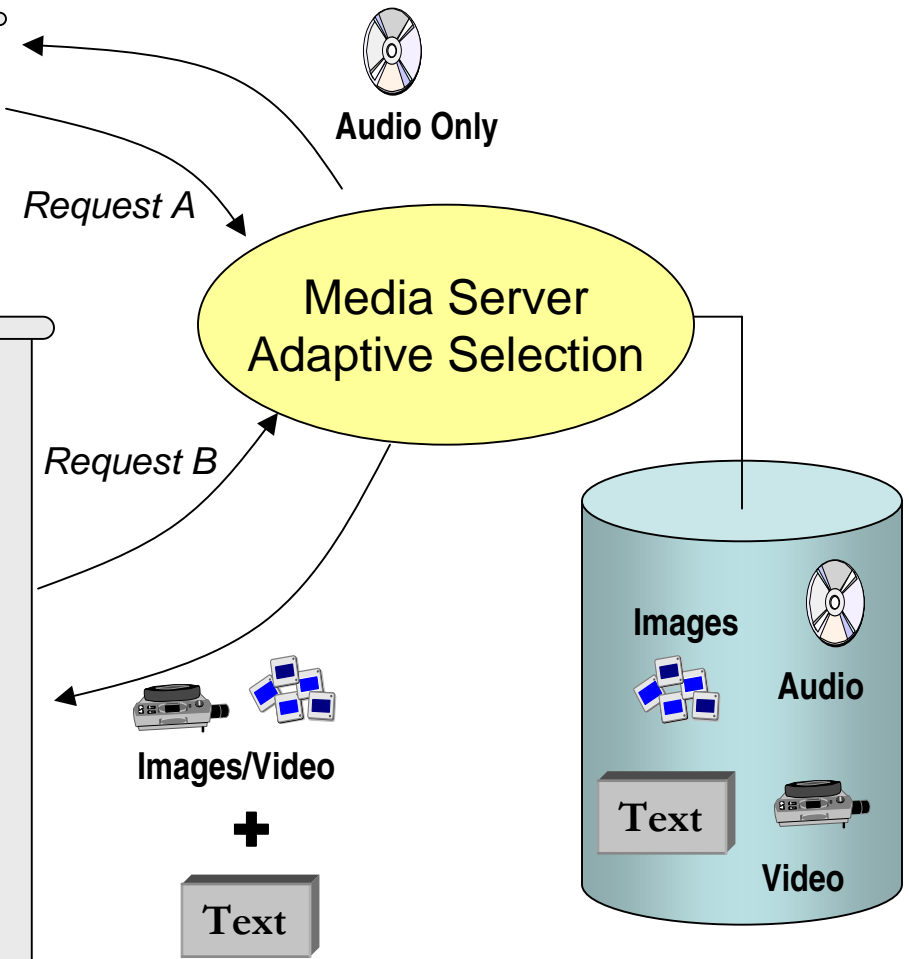 Audio Only
Request A
Media Server
Adaptive Selection
Request B
Images
Audio
Images/Video
Text
Video
Text